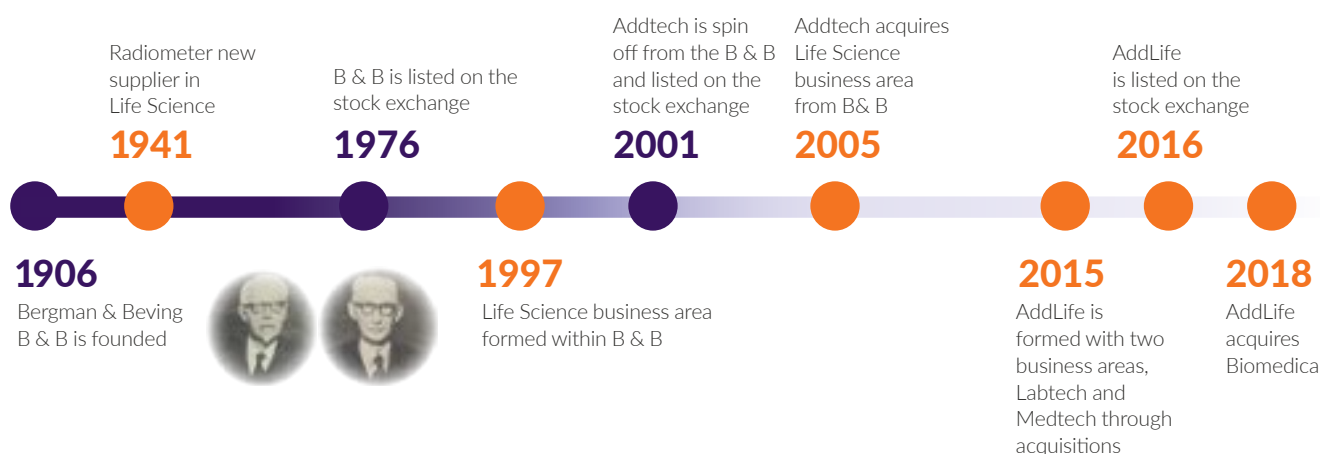 Radiometer new
supplier in
Life Science
1941
B & B is listed on the
stock exchange
1976
Addtech is spin
off from the B & B
and listed on the
stock exchange
2001
Addtech acquires
Life Science
business area
from B& B
2005
AddLife
is listed on the
stock exchange
2016
1906
Bergman & Beving
B & B is founded
1997
Life Science business area
formed within B & B
2015
AddLife is
formed with two
business areas,
Labtech and
Medtech through
acquisitions
2018
AddLife
acquires
Biomedica